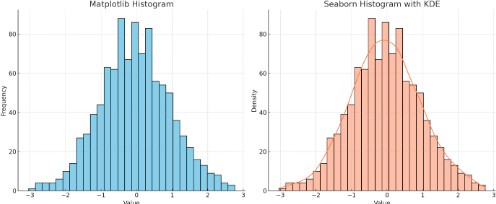 Matplotlib Histogram
Frequency
80
60
40
20
0
−3 −2 −1 0 1 2 3
Value
Seaborn Histogram with KDE
Density
80
60
40
20
0
−3 −2 −1 0 1 2 3
Value